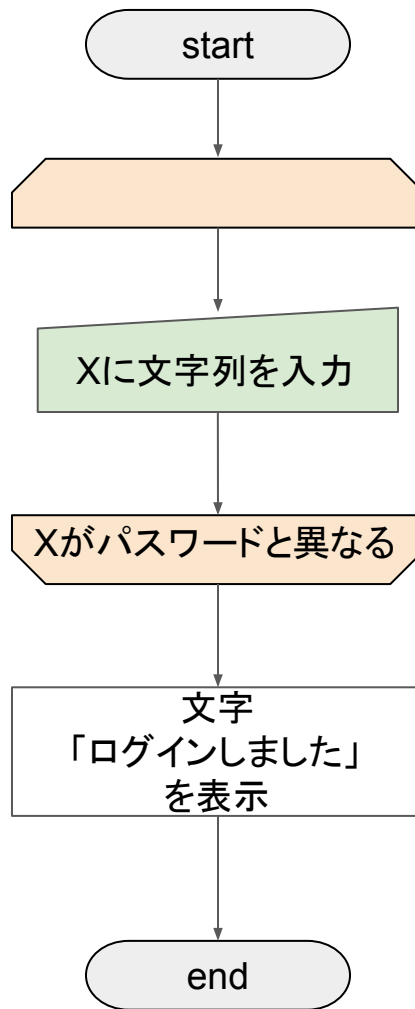 start
Xに文字列を入力
Xがパスワードと異なる
文字
「ログインしました」
を表示
end